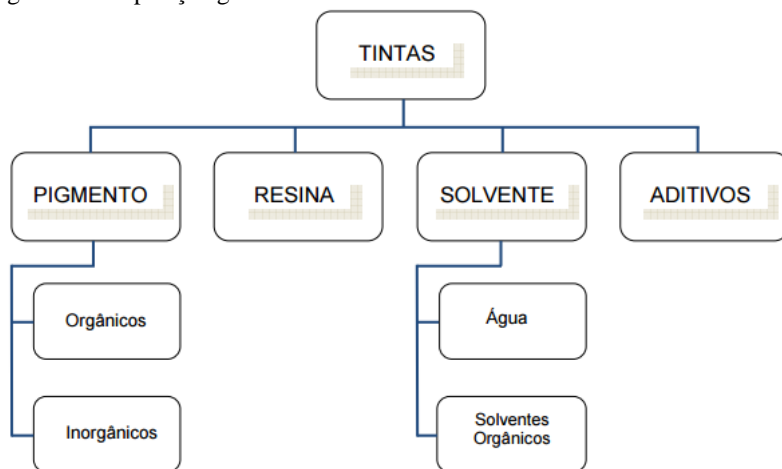 TINTAS
PIGMENTO
RESINA
SOLVENTE
ADITIVOS
Orgânicos
Água
Inorgânicos
Solventes
Orgânicos